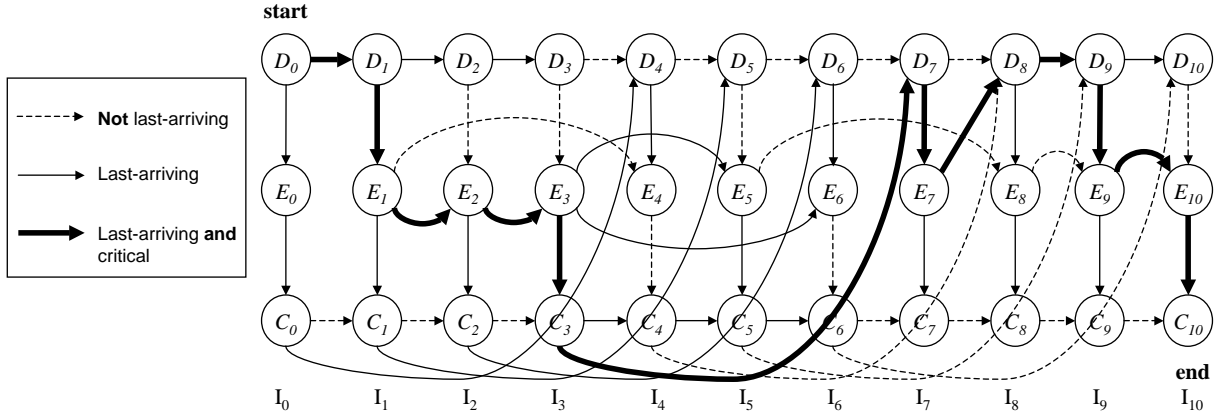 start
D0 D1 D2 D3 D4 D5 D6 D7 D8 D9 D10
Not last-arriving
Last-arriving
Last-arriving and
critical
E0 E1 E2 E3 E4 E5 E6 E7 E8 E9 E10
C0 C1 C2 C3 C4 C5 C6 C7 C8 C9 C10
end
I0 I1 I2 I3 I4 I5 I6 I7 I8 I9 I10